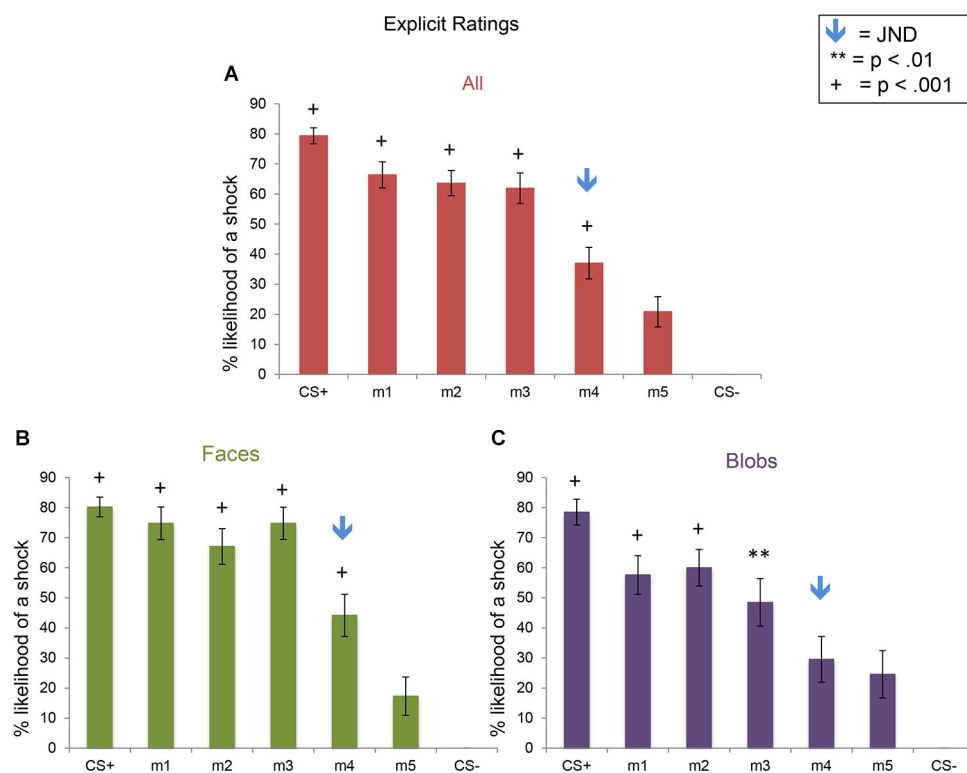 Explicit Ratings
= JND
** = p < .01
+ = p < .001
A
All
% likelihood of a shock
90
80
70
60
50
40
30
20
10
0
+
+
+
+
+
CS+ m1 m2 m3 m4 m5 CS-
B
Faces
% likelihood of a shock
90
80
70
60
50
40
30
20
10
0
+
+
+
+
+
CS+ m1 m2 m3 m4 m5 CS-
C
Blobs
% likelihood of a shock
90
80
70
60
50
40
30
20
10
0
+
+
+
**
CS+ m1 m2 m3 m4 m5 CS-